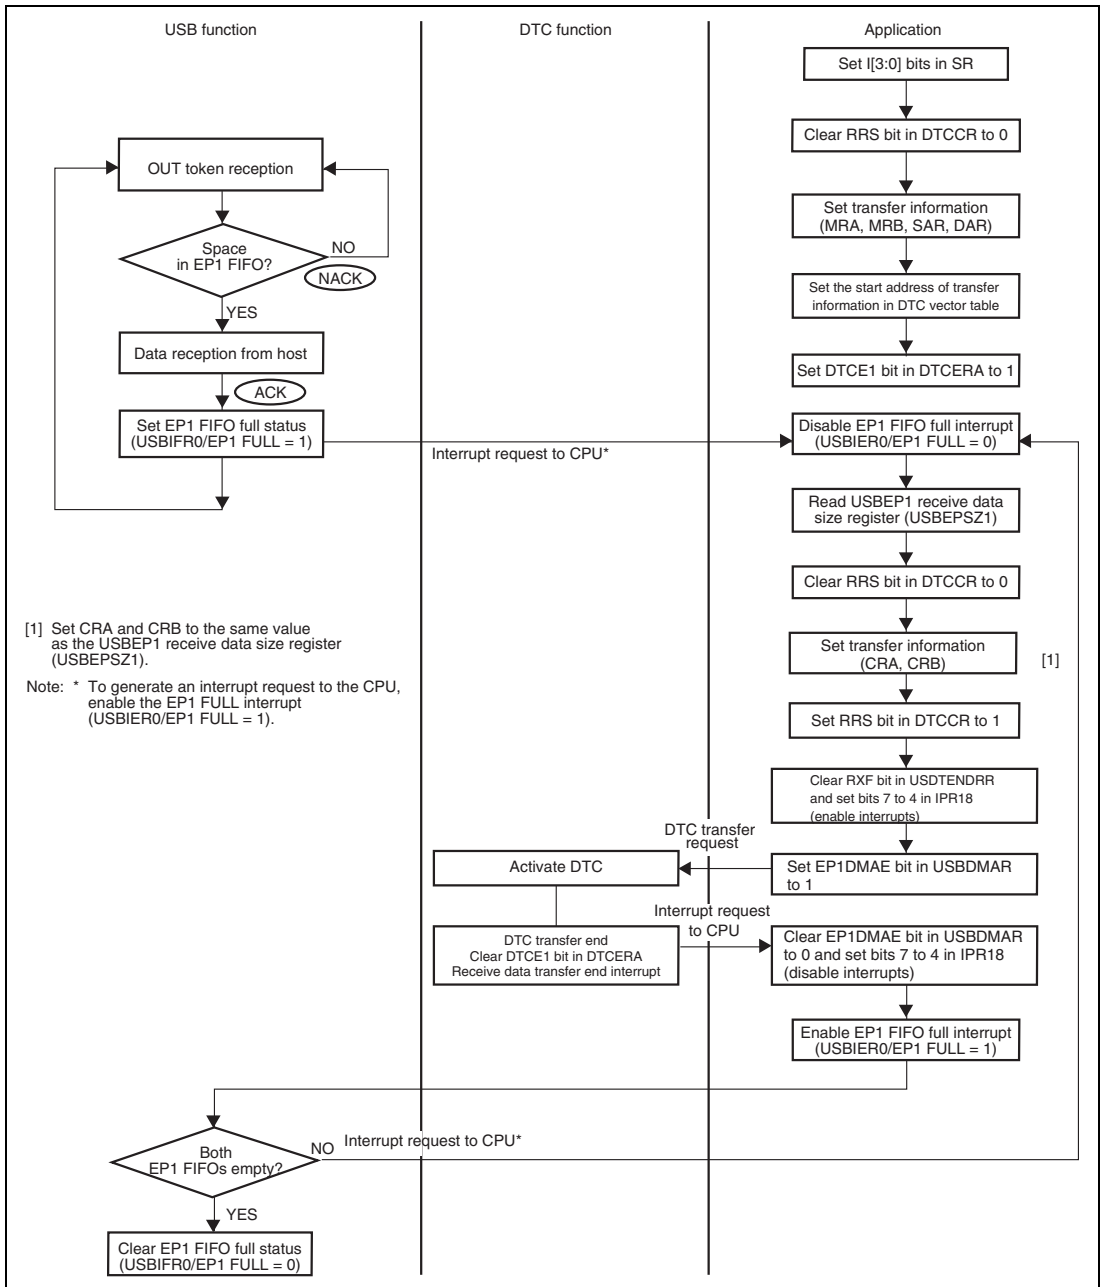 USB function
DTC function
Application
Set I[3:0] bits in SR
Clear RRS bit in DTCCR to 0
OUT token reception
Set transfer information
(MRA, MRB, SAR, DAR)
Space
in EP1 FIFO?
NO
NACK
YES
Set the start address of transfer
information in DTC vector table
Data reception from host
Set DTCE1 bit in DTCERA to 1
ACK
Set EP1 FIFO full status
(USBIFR0/EP1 FULL = 1)
Interrupt request to CPU*
Disable EP1 FIFO full interrupt
(USBIER0/EP1 FULL = 0)
Read USBEP1 receive data
size register (USBEPSZ1)
Clear RRS bit in DTCCR to 0
[1] Set CRA and CRB to the same value
as the USBEP1 receive data size register
(USBEPSZ1).
Note: * To generate an interrupt request to the CPU,
enable the EP1 FULL interrupt
(USBIER0/EP1 FULL = 1).
Set transfer information
(CRA, CRB)
[1]
Set RRS bit in DTCCR to 1
Clear RXF bit in USDTENDRR
and set bits 7 to 4 in IPR18
(enable interrupts)
DTC transfer
request
Activate DTC
Set EP1DMAE bit in USBDMAR
to 1
Interrupt request
to CPU
DTC transfer end
Clear DTCE1 bit in DTCERA
Receive data transfer end interrupt
Clear EP1DMAE bit in USBDMAR
to 0 and set bits 7 to 4 in IPR18
(disable interrupts)
Enable EP1 FIFO full interrupt
(USBIER0/EP1 FULL = 1)
Both
EP1 FIFOs empty?
NO
Interrupt request to CPU*
YES
Clear EP1 FIFO full status
(USBIFR0/EP1 FULL = 0)